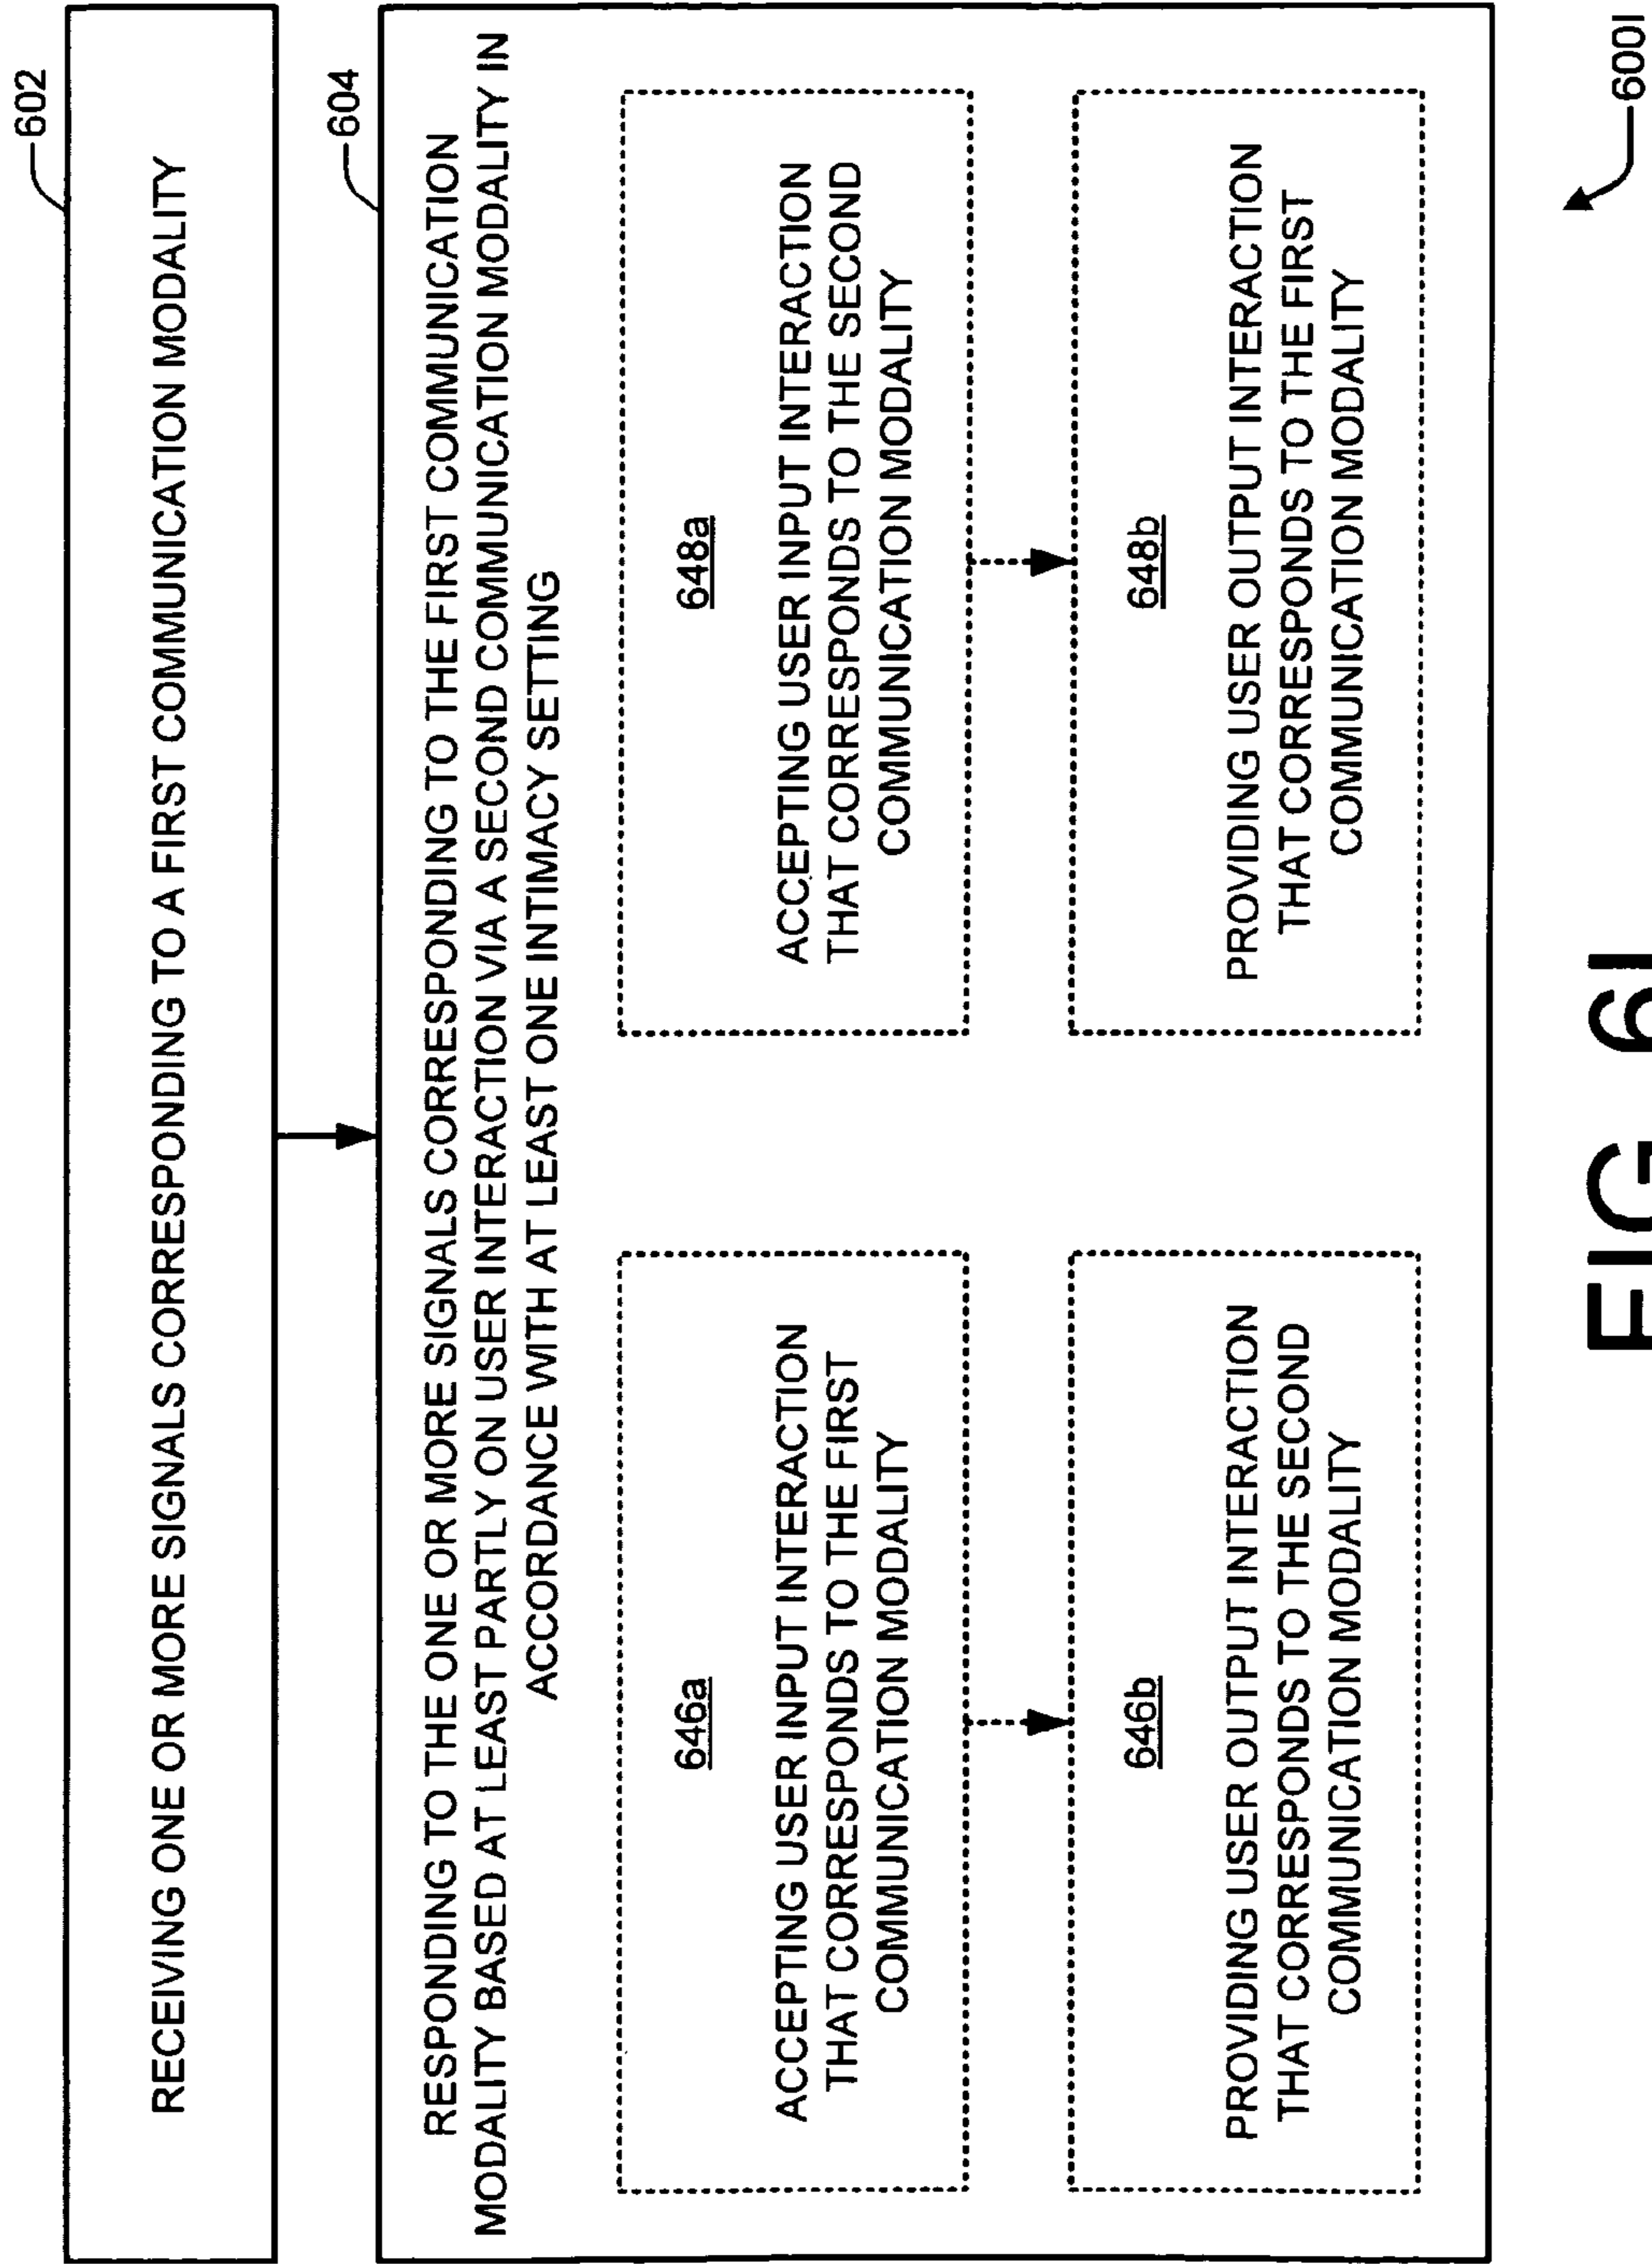 602
RECEIVING ONE OR MORE SIGNALS CORRESPONDING TO A FIRST COMMUNICATION MODALITY
604
RESPONDING TO THE ONE OR MORE SIGNALS CORRESPONDING TO THE FIRST COMMUNICATION
MODALITY BASED AT LEAST PARTLY ON USER INTERACTION VIA A SECOND COMMUNICATION MODALITY IN
ACCORDANCE WITH AT LEAST ONE INTIMACY SETTING
646a
ACCEPTING USER INPUT INTERACTION
THAT CORRESPONDS TO THE FIRST
COMMUNICATION MODALITY
646b
PROVIDING USER OUTPUT INTERACTION
THAT CORRESPONDS TO THE SECOND
COMMUNICATION MODALITY
648a
ACCEPTING USER INPUT INTERACTION
THAT CORRESPONDS TO THE SECOND
COMMUNICATION MODALITY
648b
PROVIDING USER OUTPUT INTERACTION
THAT CORRESPONDS TO THE FIRST
COMMUNICATION MODALITY
600I
FIG 6I